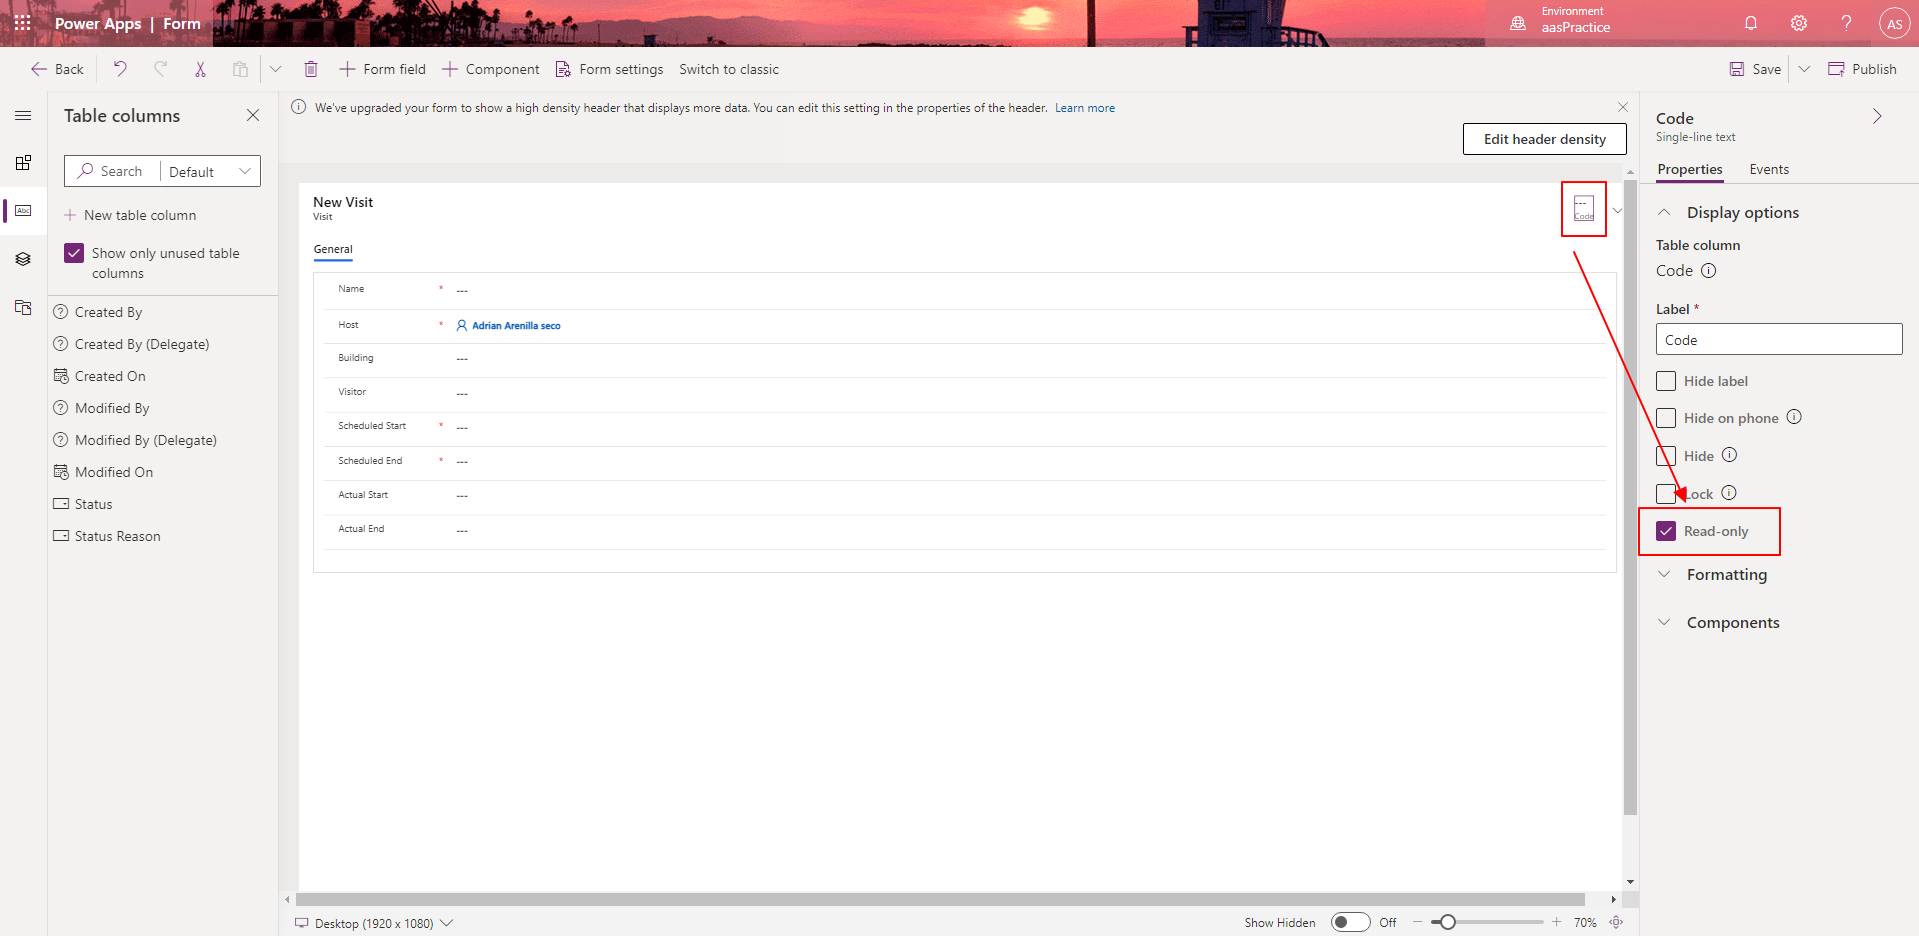 Power Apps | Form
Environment
aasPractice
AS
Back
Form field
Component
Form settings
Switch to classic
Save
Publish
Table columns
Search
Default
New table column
Show only unused table
columns
Created By
Created By (Delegate)
Created On
Modified By
Modified By (Delegate)
Modified On
Status
Status Reason
We've upgraded your form to show a high density header that displays more data. You can edit this setting in the properties of the header. Learn more
Edit header density
New Visit
Visit
---
Code
General
Name * ---
Host * Adrian Arenilla seco
Building ---
Visitor ---
Scheduled Start * ---
Scheduled End * ---
Actual Start ---
Actual End ---
Desktop (1920 x 1080)
Show Hidden
Off
70%
Code
Single-line text
Properties
Events
Display options
Table column
Code
Label *
Code
Hide label
Hide on phone
Hide
Lock
Read-only
Formatting
Components